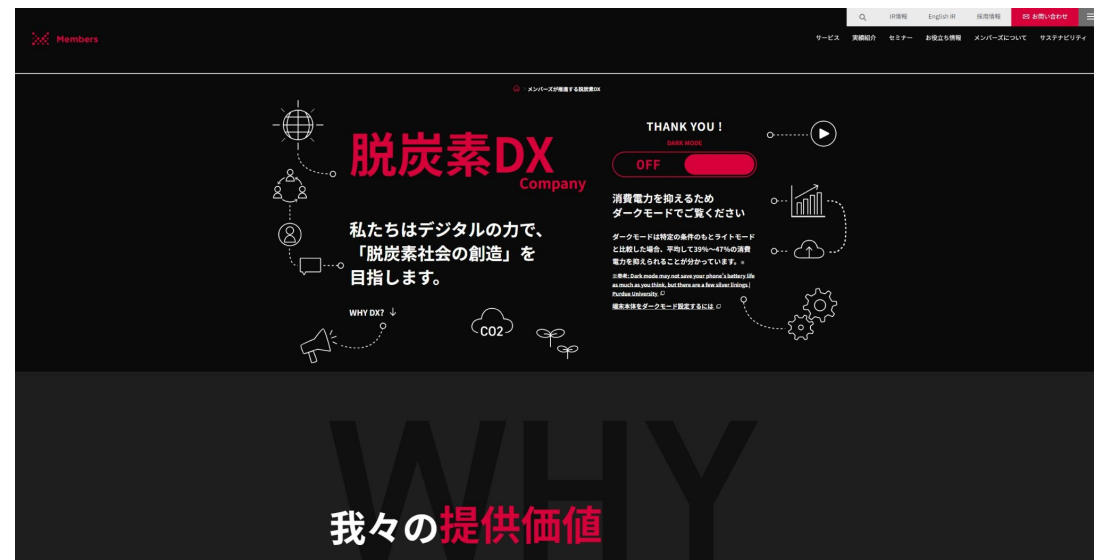 IR情報
English IR
採用情報
お問い合わせ
Members
サービス
実績紹介
セミナー
お役立ち情報
メンバーズについて
サステナビリティ
メンバーズが推進する脱炭素DX
脱炭素DX
Company
私たちはデジタルの力で、
「脱炭素社会の創造」を
目指します。
WHY DX? ↓
CO2
THANK YOU !
DARK MODE
OFF
消費電力を抑えるため
ダークモードでご覧ください
ダークモードは特定の条件のもとライトモード
と比較した場合、平均して39%〜47%の消費
電力を抑えられることが分かっています。※
※参考: Dark mode may not save your phone's battery life
as much as you think, but there are a few silver linings |
Purdue University
端末本体をダークモード設定するには
WHY
我々の提供価値